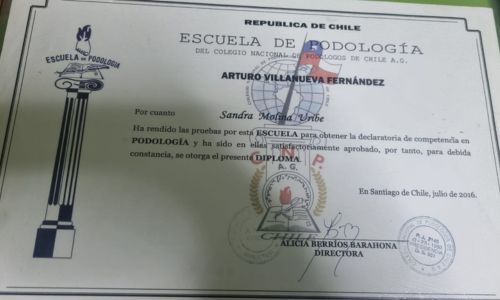 REPUBLICA DE CHILE
ESCUELA DE PODOLOGÍA
DEL COLEGIO NACIONAL DE PODOLOGOS DE CHILE A.G.
ARTURO VILLANUEVA FERNÁNDEZ
ESCUELA DE PODOLOGIA
Por cuanto Sandra Molina Uribe
Ha rendido las pruebas por esta ESCUELA para obtener la declaratoria de competencia en
PODOLOGÍA y ha sido en ellas satisfactoriamente aprobado, por tanto, para debida
constancia, se otorga el presente DIPLOMA.
C. N. P.
A. G.
En Santiago de Chile, julio de 2016.
CHILE
ALICIA BERRÍOS BARAHONA
DIRECTORA